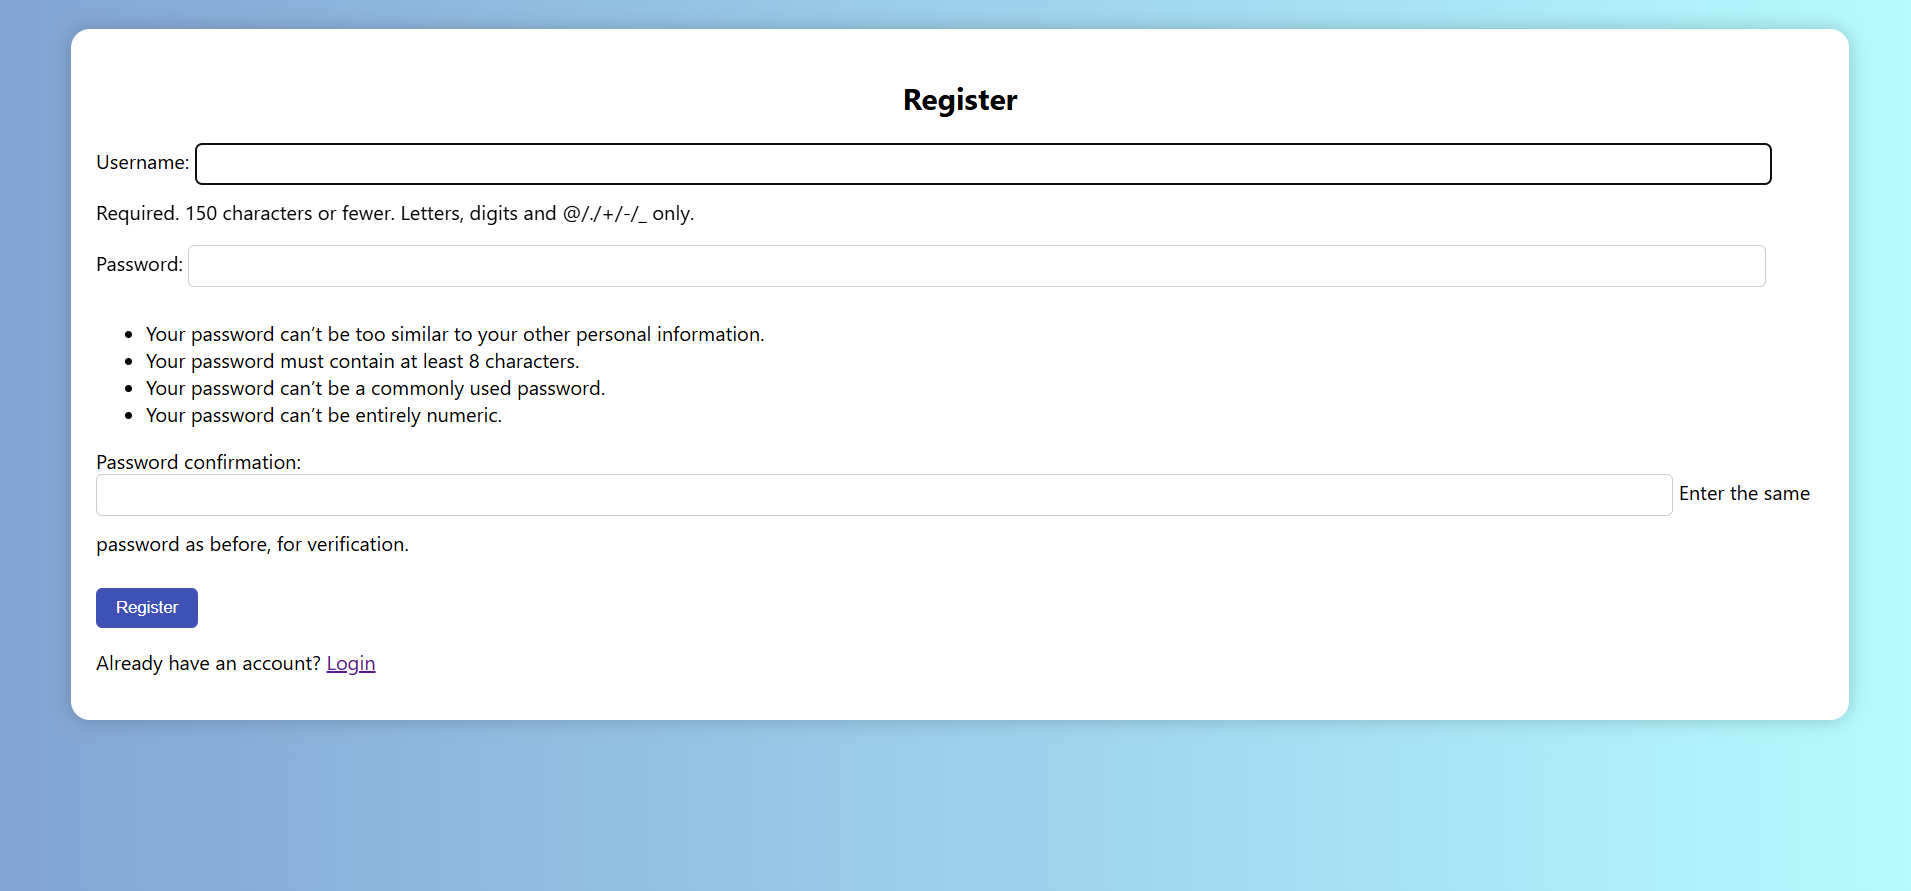 Register
Username:
Required. 150 characters or fewer. Letters, digits and @/./+/-/_ only.
Password:
Your password can’t be too similar to your other personal information.
Your password must contain at least 8 characters.
Your password can’t be a commonly used password.
Your password can’t be entirely numeric.
Password confirmation:
Enter the same
password as before, for verification.
Register
Already have an account? Login